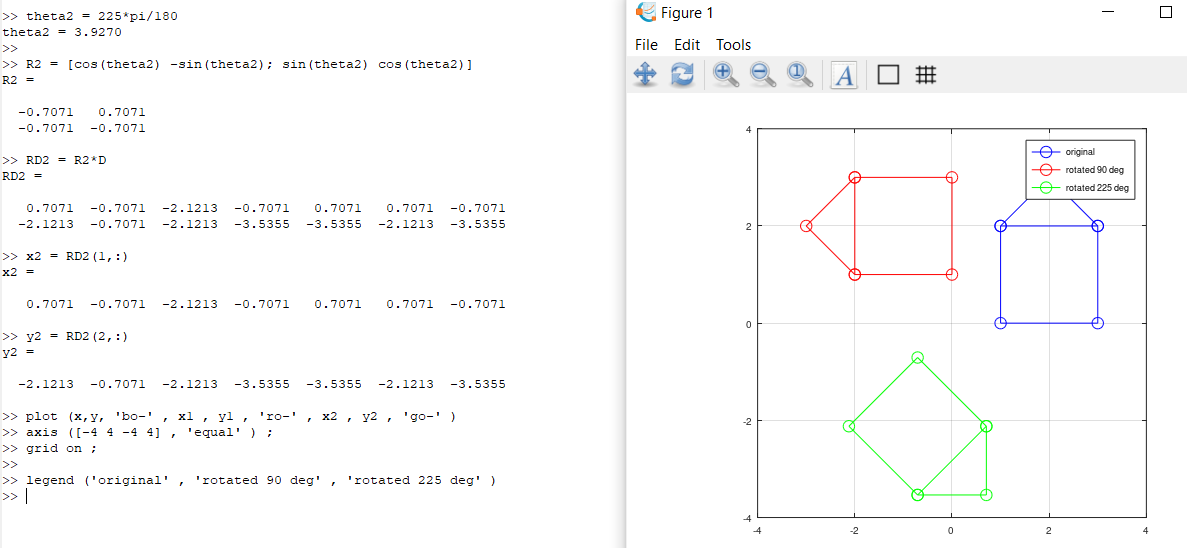 >> theta2 = 225*pi/180
theta2 = 3.9270
>>
>> R2 = [cos(theta2) -sin(theta2); sin(theta2) cos(theta2)]
R2 =
-0.7071 0.7071
-0.7071 -0.7071
>> RD2 = R2*D
RD2 =
0.7071 -0.7071 -2.1213 -0.7071 0.7071 0.7071 -0.7071
-2.1213 -0.7071 -2.1213 -3.5355 -3.5355 -2.1213 -3.5355
>> x2 = RD2(1,:)
x2 =
0.7071 -0.7071 -2.1213 -0.7071 0.7071 0.7071 -0.7071
>> y2 = RD2(2,:)
y2 =
-2.1213 -0.7071 -2.1213 -3.5355 -3.5355 -2.1213 -3.5355
>> plot (x,y, 'bo-' , x1 , y1 , 'ro-' , x2 , y2 , 'go-' )
>> axis ([-4 4 -4 4] , 'equal' ) ;
>> grid on ;
>>
>> legend ('original' , 'rotated 90 deg' , 'rotated 225 deg' )
>>
Figure 1
File Edit Tools
A
4
2
0
-2
-4
-4 -2 0 2 4
original
rotated 90 deg
rotated 225 deg